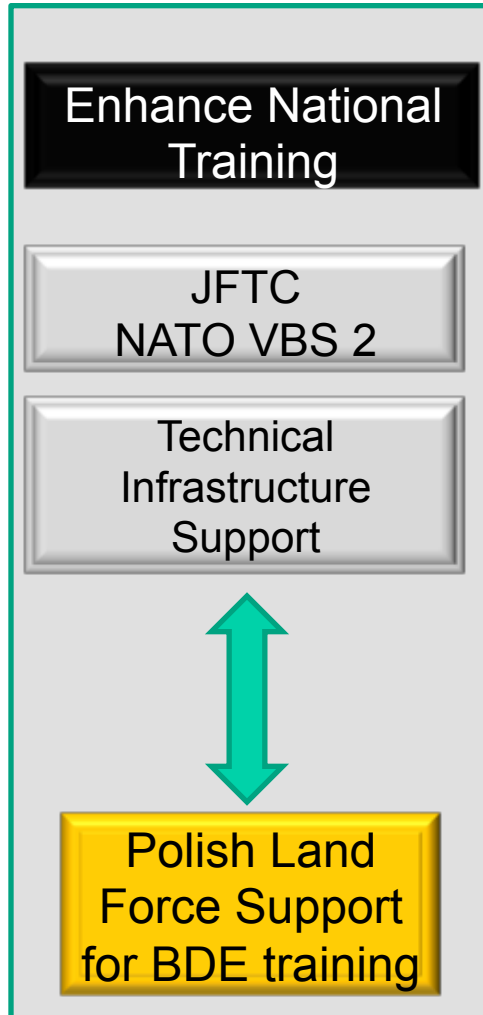 Enhance National
Training
JFTC
NATO VBS 2
Technical
Infrastructure
Support
Polish Land
Force Support
for BDE training